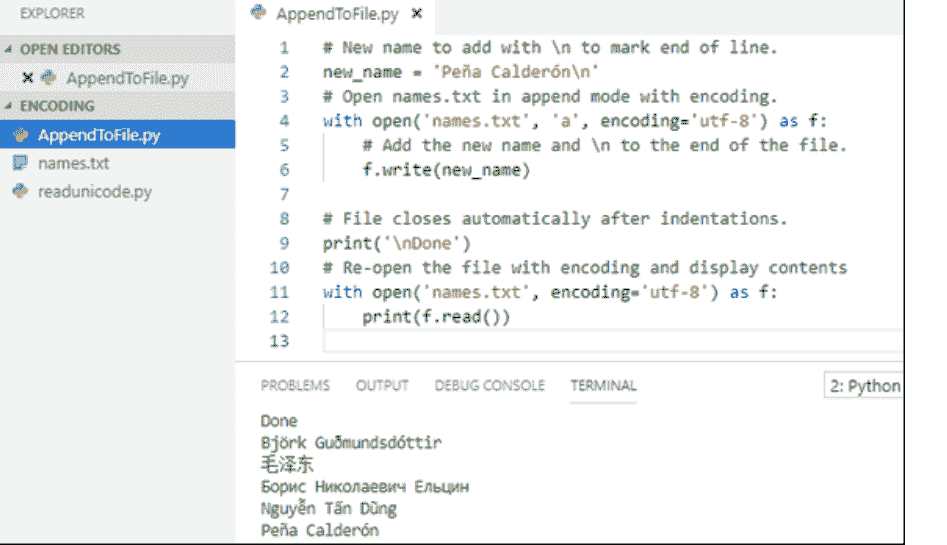 EXPLORER
OPEN EDITORS
AppendToFile.py
ENCODING
AppendToFile.py
names.txt
readunicode.py
AppendToFile.py
1 # New name to add with \n to mark end of line.
2 new_name = 'Peña Calderón\n'
3 # Open names.txt in append mode with encoding.
4 with open('names.txt', 'a', encoding='utf-8') as f:
5 # Add the new name and \n to the end of the file.
6 f.write(new_name)
7
8 # File closes automatically after indentations.
9 print('\nDone')
10 # Re-open the file with encoding and display contents
11 with open('names.txt', encoding='utf-8') as f:
12 print(f.read())
13
PROBLEMS OUTPUT DEBUG CONSOLE TERMINAL 2: Python
Done
Björk Guðmundsdóttir
毛泽东
Борис Николаевич Ельцин
Nguyễn Tấn Dũng
Peña Calderón